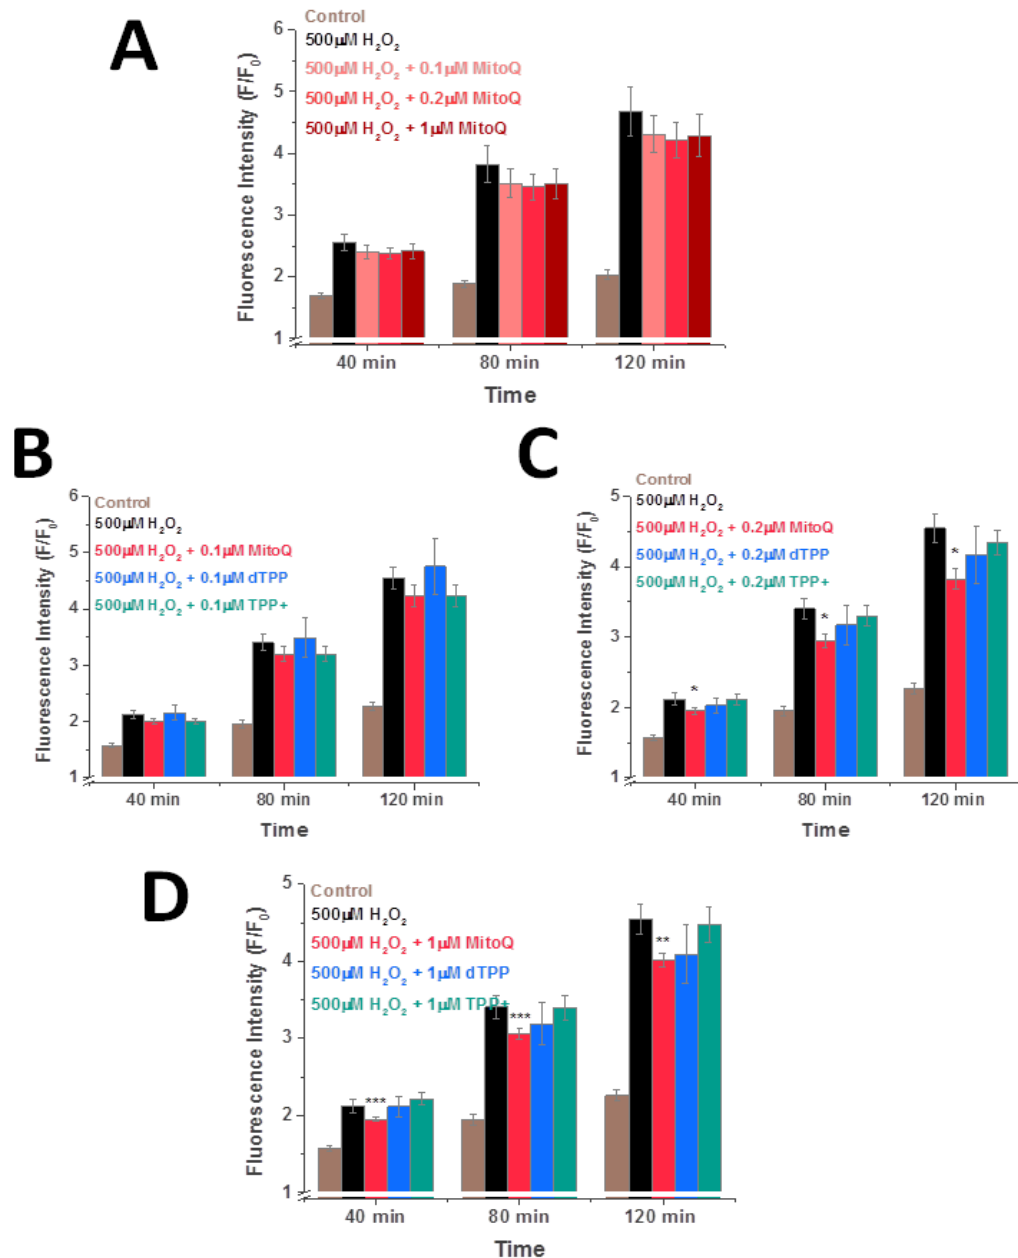 A
Control
500µM H₂O₂
500µM H₂O₂ + 0.1µM MitoQ
500µM H₂O₂ + 0.2µM MitoQ
500µM H₂O₂ + 1µM MitoQ
Fluorescence Intensity (F/F₀)
6
5
4
3
2
1
40 min
80 min
120 min
Time
B
Control
500µM H₂O₂
500µM H₂O₂ + 0.1µM MitoQ
500µM H₂O₂ + 0.1µM dTPP
500µM H₂O₂ + 0.1µM TPP+
Fluorescence Intensity (F/F₀)
6
5
4
3
2
1
40 min
80 min
120 min
Time
C
Control
500µM H₂O₂
500µM H₂O₂ + 0.2µM MitoQ
500µM H₂O₂ + 0.2µM dTPP
500µM H₂O₂ + 0.2µM TPP+
Fluorescence Intensity (F/F₀)
5
4
3
2
1
*
*
*
40 min
80 min
120 min
Time
D
Control
500µM H₂O₂
500µM H₂O₂ + 1µM MitoQ
500µM H₂O₂ + 1µM dTPP
500µM H₂O₂ + 1µM TPP+
Fluorescence Intensity (F/F₀)
5
4
3
2
1
***
***
**
40 min
80 min
120 min
Time